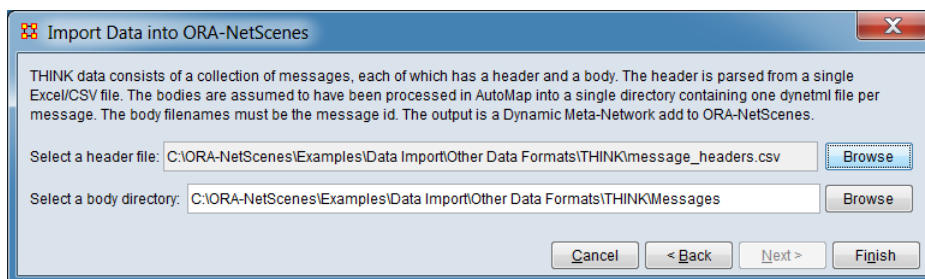 Import Data into ORA-NetScenes
THINK data consists of a collection of messages, each of which has a header and a body. The header is parsed from a single
Excel/CSV file. The bodies are assumed to have been processed in AutoMap into a single directory containing one dynetml file per
message. The body filenames must be the message id. The output is a Dynamic Meta-Network add to ORA-NetScenes.
Select a header file: C:\ORA-NetScenes\Examples\Data Import\Other Data Formats\THINK\message_headers.csv Browse
Select a body directory: C:\ORA-NetScenes\Examples\Data Import\Other Data Formats\THINK\Messages Browse
Cancel < Back Next > Finish